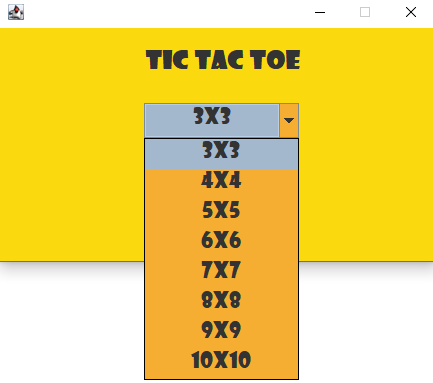 TIC TAC TOE
3X3
3X3
4X4
5X5
6X6
7X7
8X8
9X9
10X10